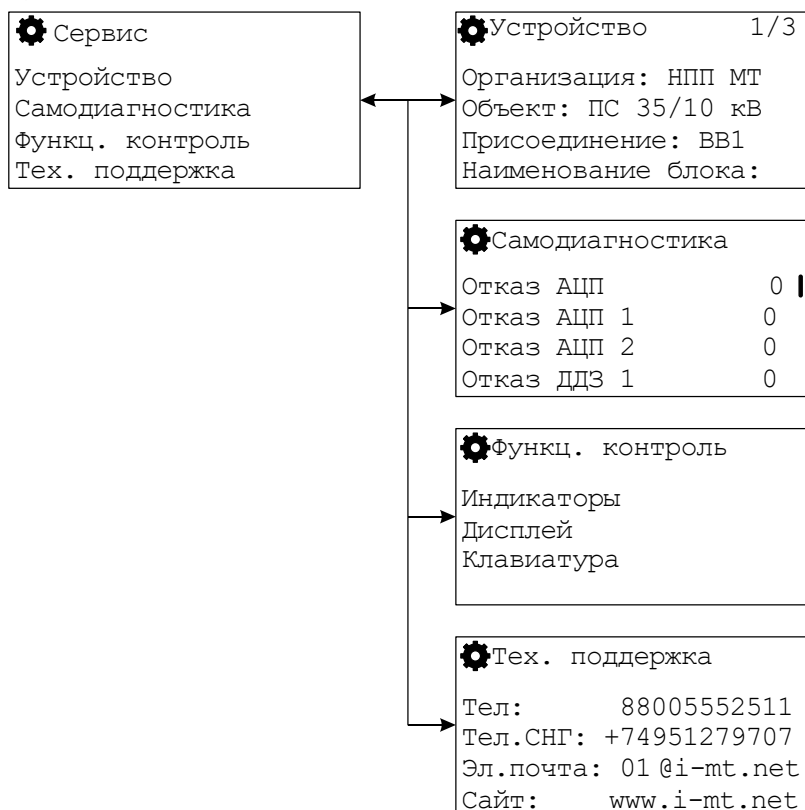 Сервис
Устройство
Самодиагностика
Функц. контроль
Тех. поддержка
Устройство 1/3
Организация: НПП МТ
Объект: ПС 35/10 кВ
Присоединение: ВВ1
Наименование блока:
Самодиагностика
Отказ АЦП 0
Отказ АЦП 1 0
Отказ АЦП 2 0
Отказ ДДЗ 1 0
Функц. контроль
Индикаторы
Дисплей
Клавиатура
Тех. поддержка
Тел: 88005552511
Тел.СНГ: +74951279707
Эл.почта: 01@i-mt.net
Сайт: www.i-mt.net